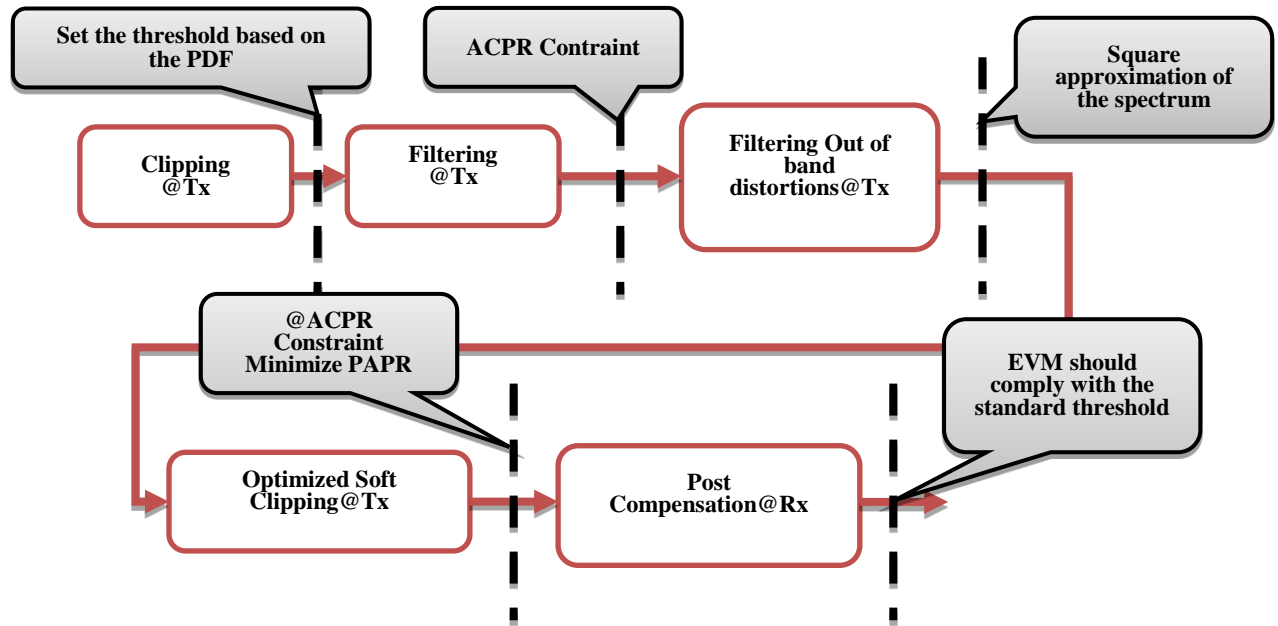 Set the threshold based on
the PDF
ACPR Contraint
Square
approximation of
the spectrum
Clipping
@Tx
Filtering
@Tx
Filtering Out of
band
distortions@Tx
@ACPR
Constraint
Minimize PAPR
EVM should
comply with the
standard threshold
Optimized Soft
Clipping@Tx
Post
Compensation@Rx